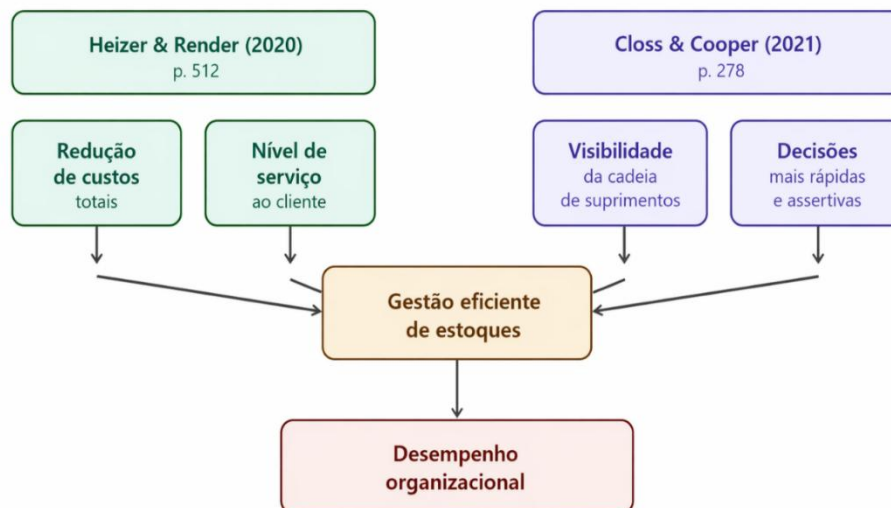 Heizer & Render (2020)
p. 512
Closs & Cooper (2021)
p. 278
Redução
de custos
totais
Nível de
serviço
ao cliente
Visibilidade
da cadeia
de suprimentos
Decisões
mais rápidas
e assertivas
Gestão eficiente
de estoques
Desempenho
organizacional